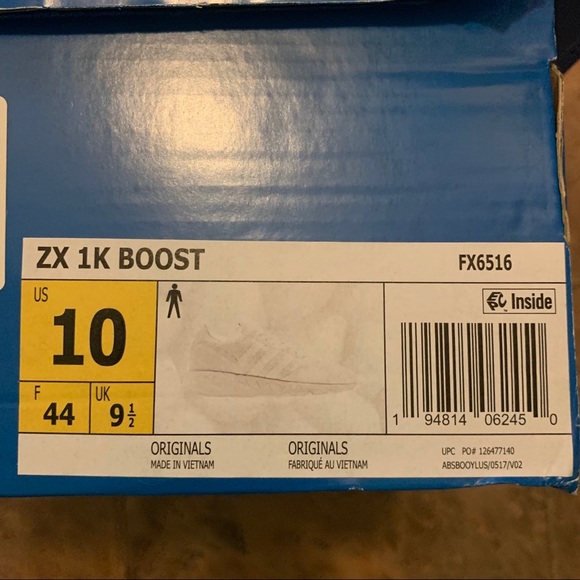 ZX 1K BOOST FX6516
US
10
F
44
UK
9 1/2
Inside
1 94814 06245 0
ORIGINALS
MADE IN VIETNAM
ORIGINALS
FABRIQUÉ AU VIETNAM
UPC PO# 126477140
ABSBOOYLUS/0517/V02